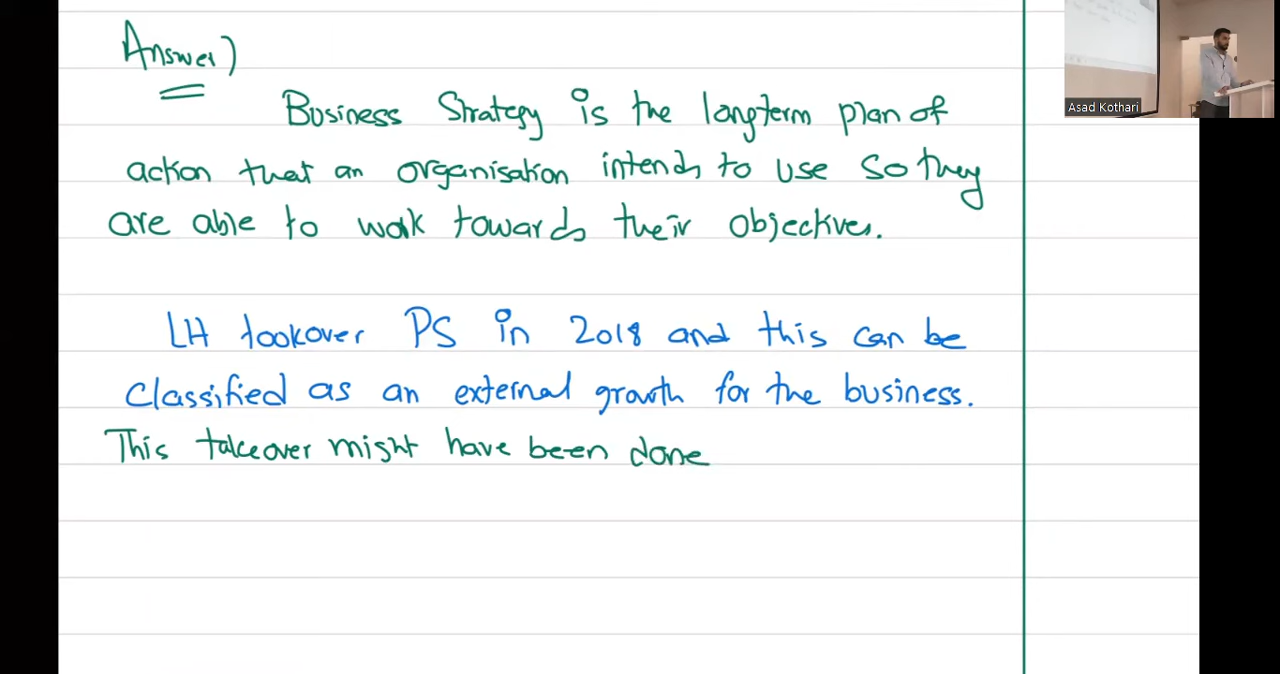 Answer)
Business Strategy is the longterm plan of
action that an organisation intends to use so they
are able to work towards their objectives.
LH tookover PS in 2018 and this can be
classified as an external growth for the business.
This takeover might have been done
Asad Kothari